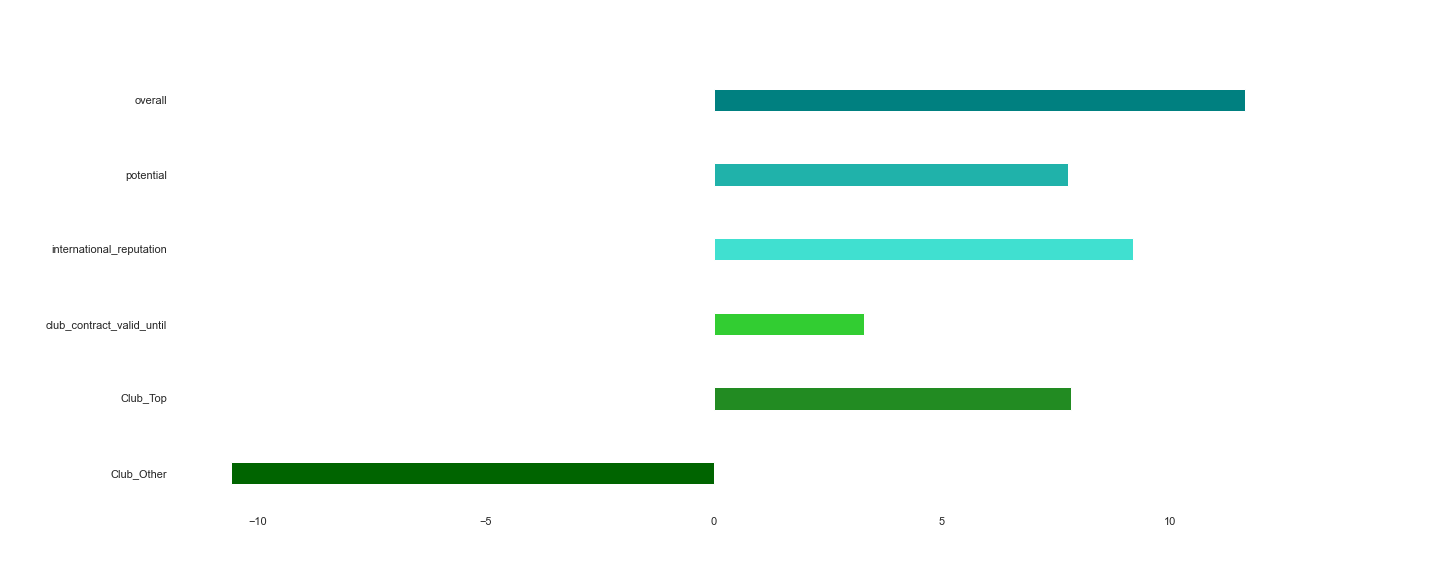 overall
potential
international_reputation
club_contract_valid_until
Club_Top
Club_Other
−10 −5 0 5 10